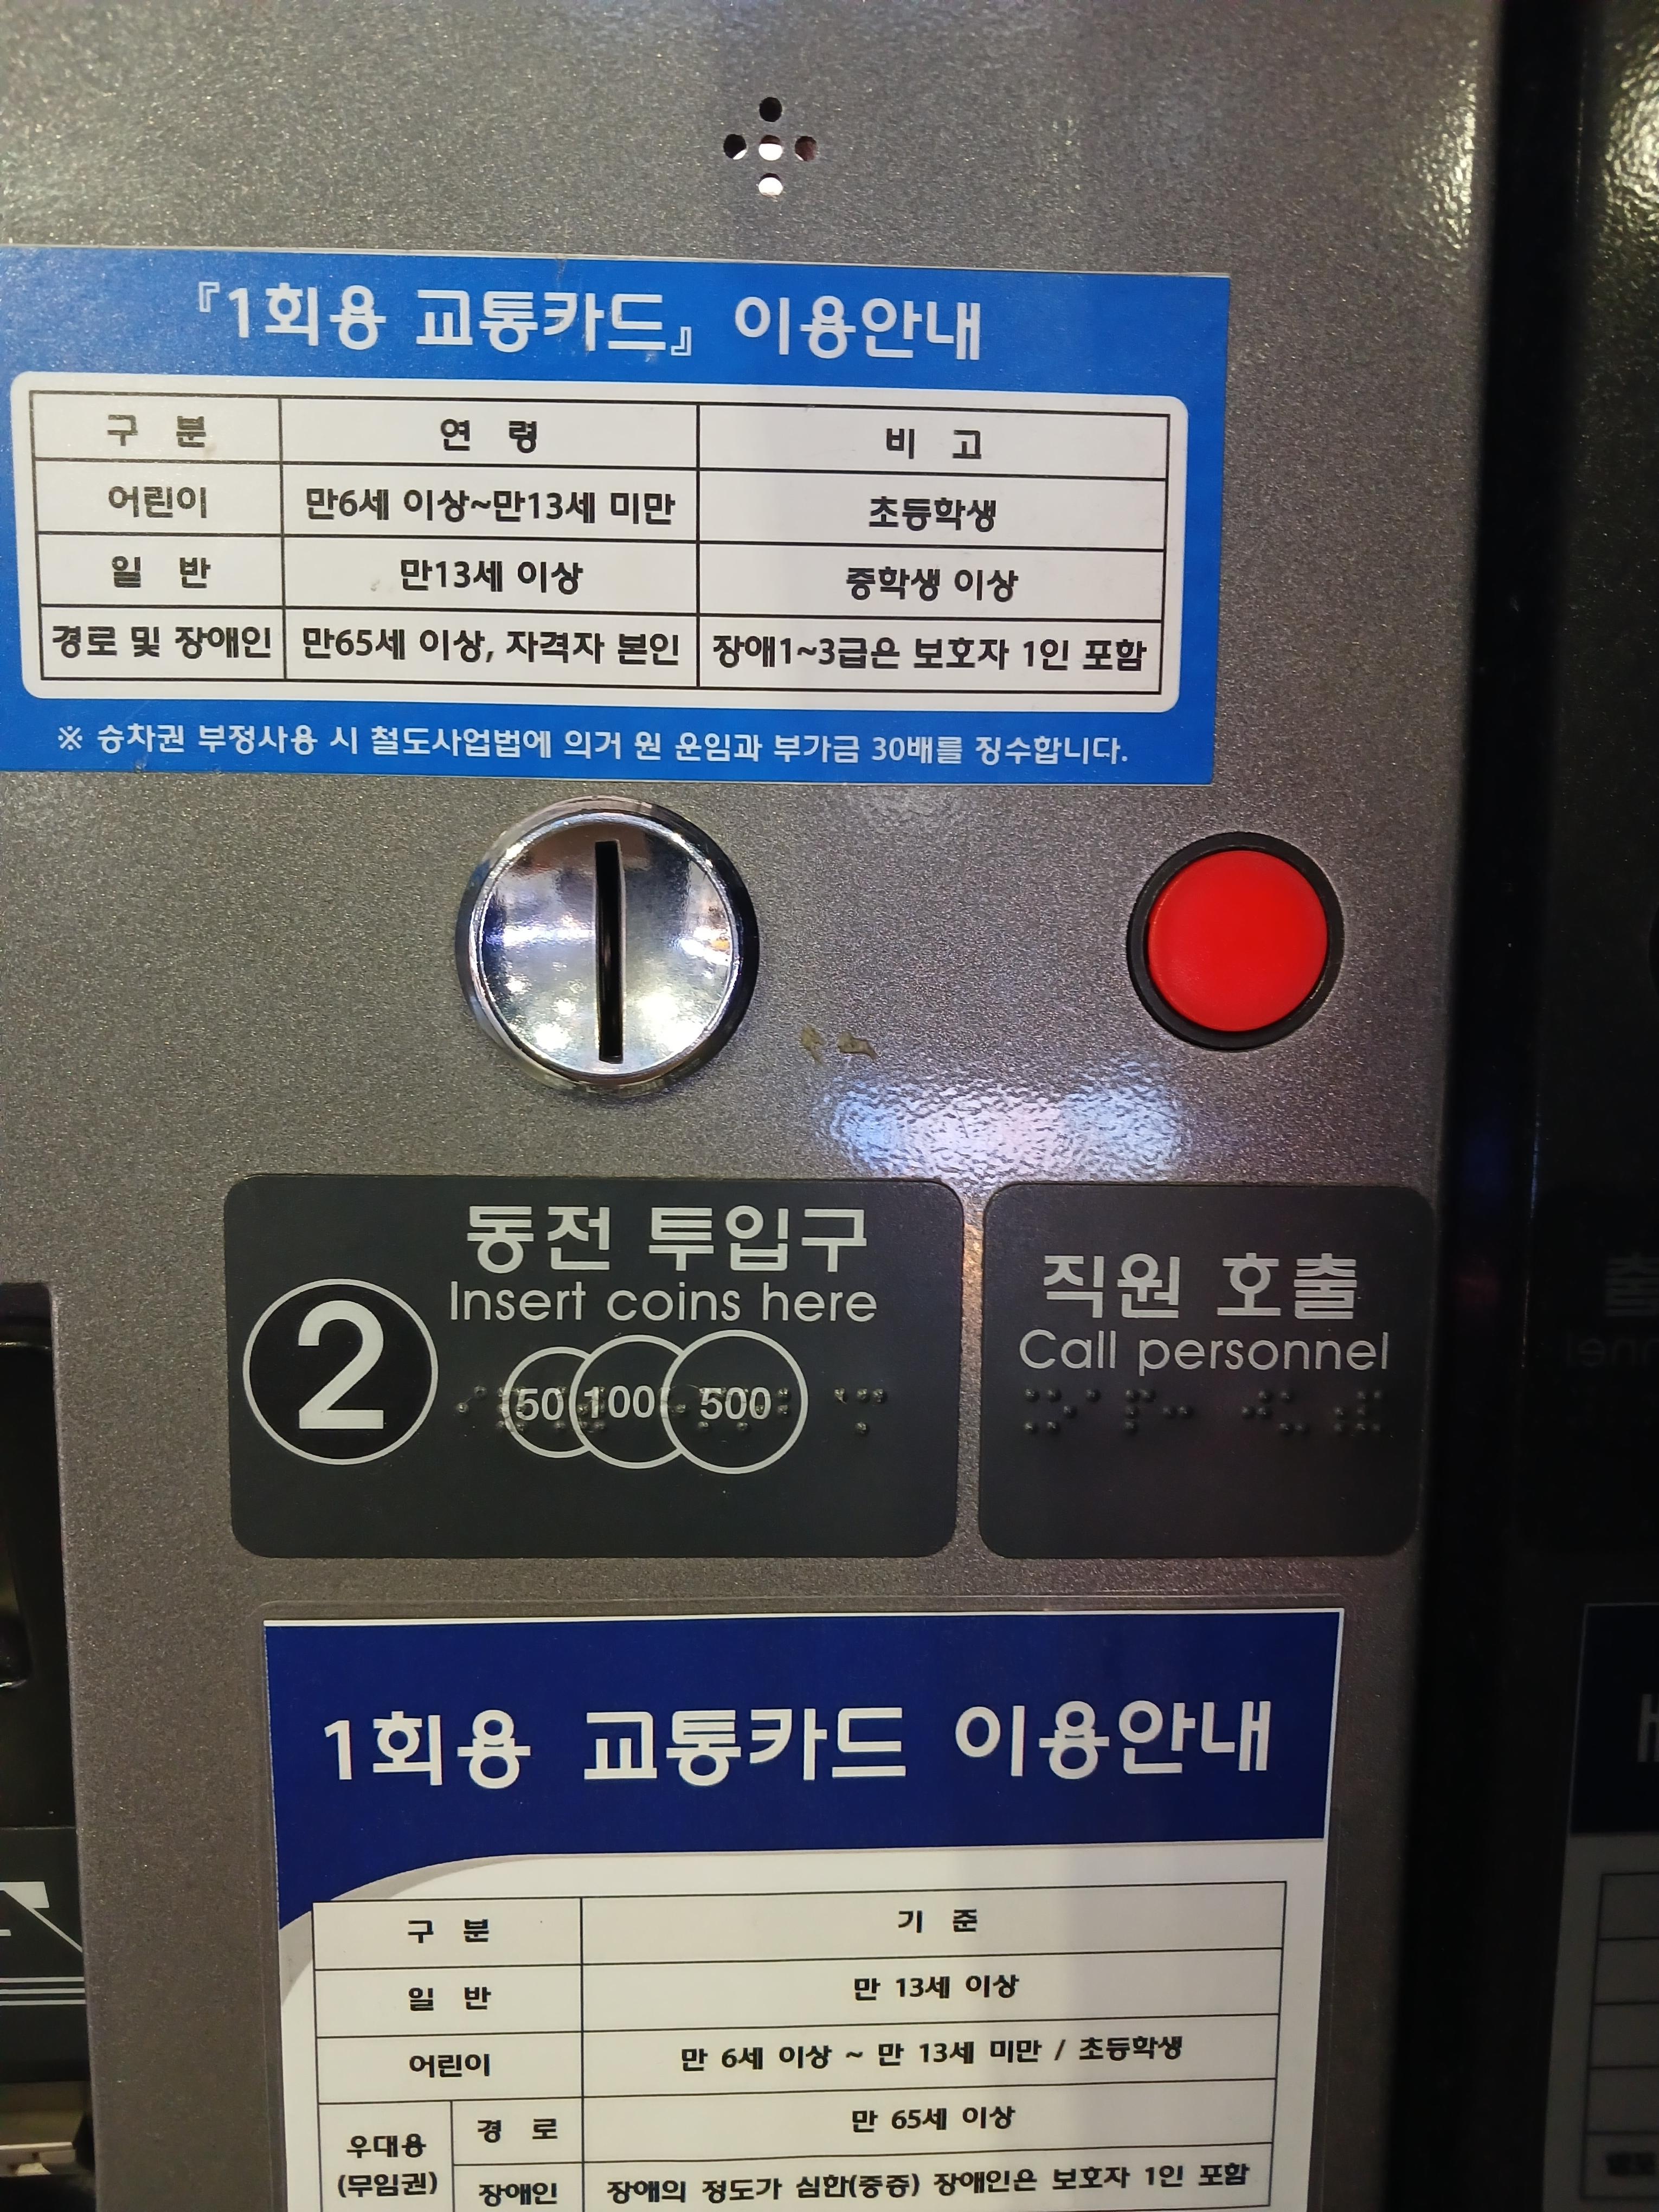 『1회용 교통카드』 이용안내
구 분 연 령 비 고
어린이 만6세 이상~만13세 미만 초등학생
일 반 만13세 이상 중학생 이상
경로 및 장애인 만65세 이상, 자격자 본인 장애1~3급은 보호자 1인 포함
※ 승차권 부정사용 시 철도사업법에 의거 원 운임과 부가금 30배를 징수합니다.
동전 투입구
Insert coins here
2
50 100 500
직원 호출
Call personnel
1회용 교통카드 이용안내
구 분 기 준
일 반 만 13세 이상
어린이 만 6세 이상 ~ 만 13세 미만 / 초등학생
우대용
(무임권)
경 로 만 65세 이상
장애인 장애의 정도가 심한(중증) 장애인은 보호자 1인 포함